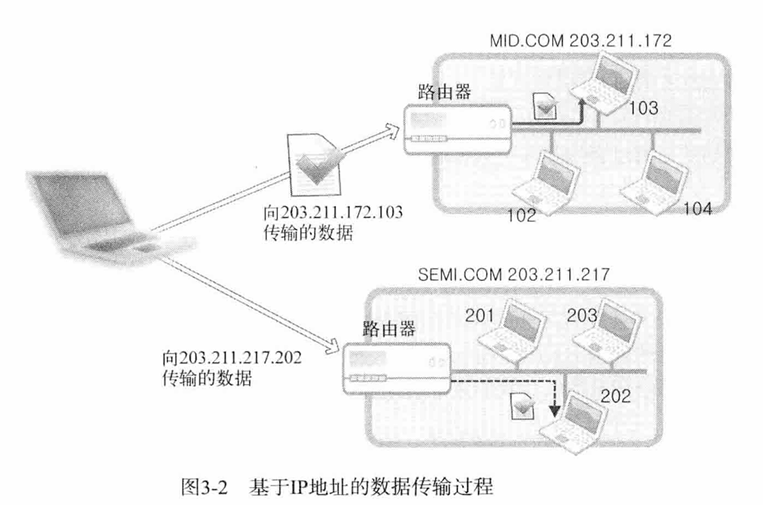 MID.COM 203.211.172
路由器
103
102
104
向203.211.172.103
传输的数据
SEMI.COM 203.211.217
201
203
路由器
向203.211.217.202
传输的数据
202
图3-2 基于IP地址的数据传输过程